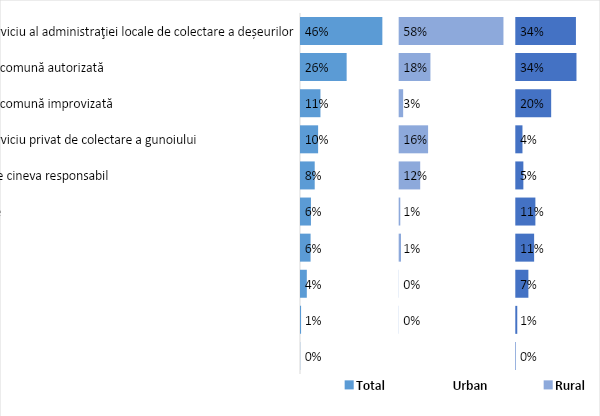 viciu al administrației locale de colectare a deșeurilor 46% 58% 34%
comună autorizată 26% 18% 34%
comună improvizată 11% 3% 20%
viciu privat de colectare a gunoiului 10% 16% 4%
cineva responsabil 8% 12% 5%
6% 1% 11%
6% 1% 11%
4% 0% 7%
1% 0% 1%
0% 0%
Total Urban Rural